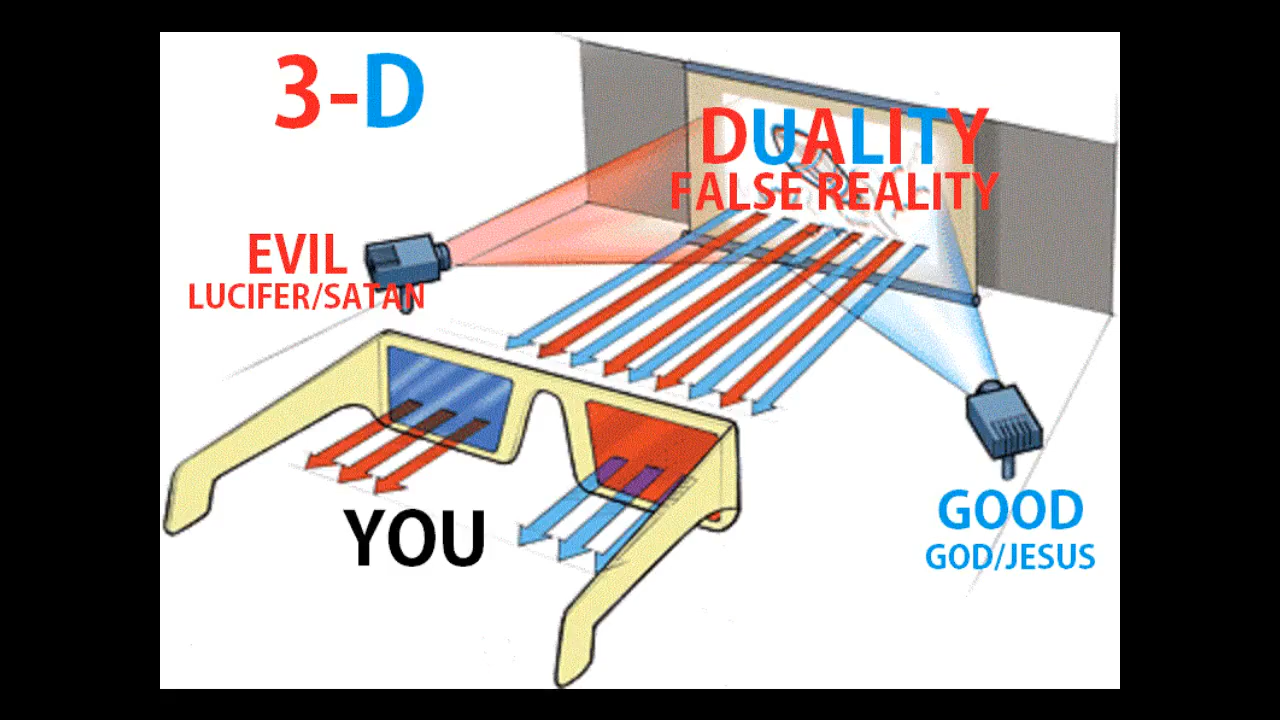 3-D
DUALITY
FALSE REALITY
EVIL
LUCIFER/SATAN
YOU
GOOD
GOD/JESUS